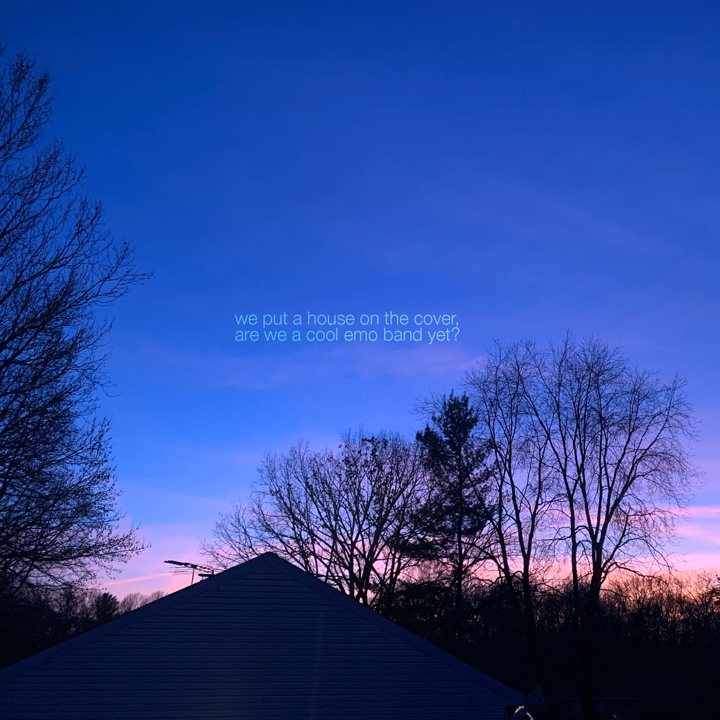 we put a house on the cover,
are we a cool emo band yet?